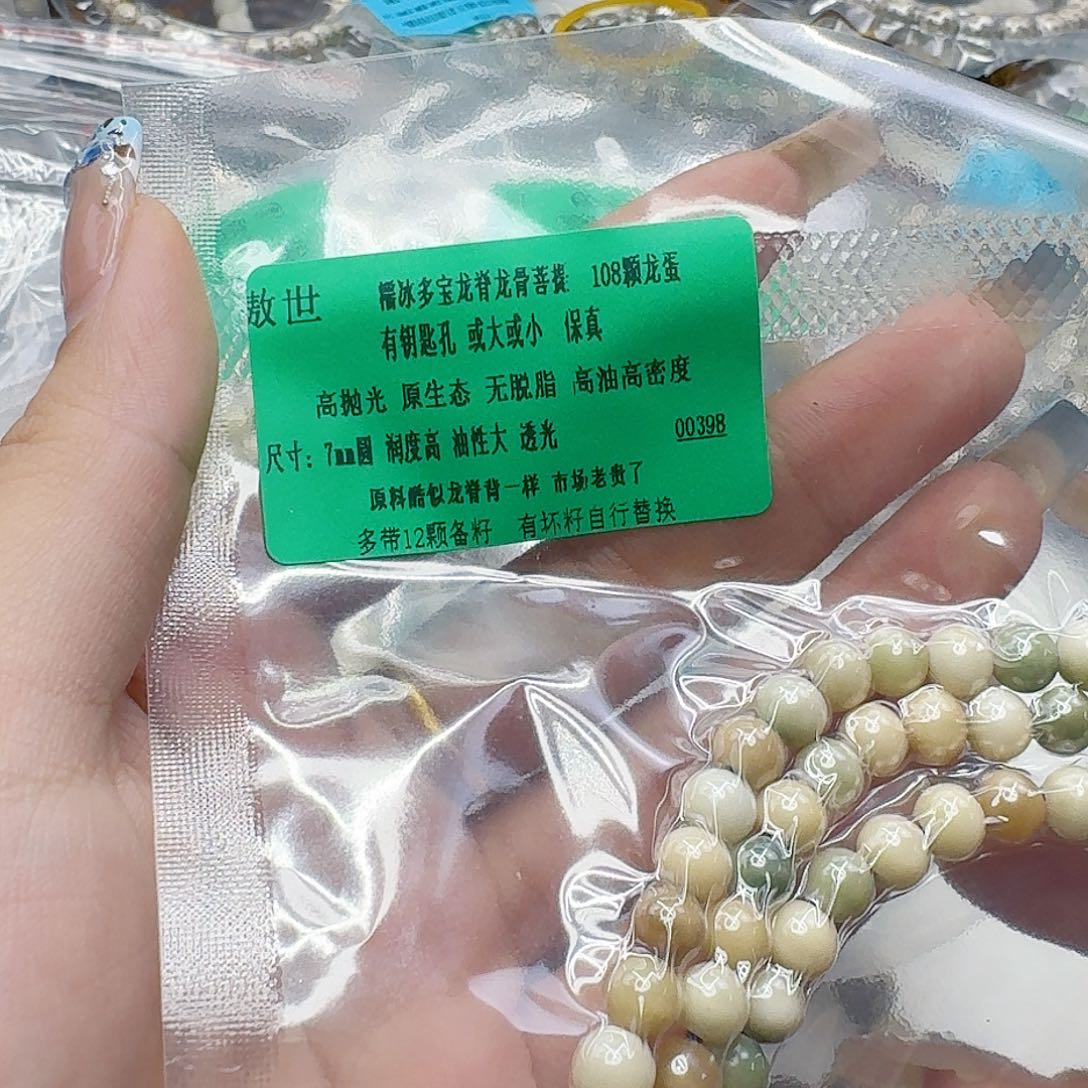 敖世
糯冰多宝龙脊龙骨菩提 108颗龙蛋
有钥匙孔 或大或小 保真
高抛光 原生态 无脱脂 高油高密度
尺寸：7mm圆 润度高 油性大 透光 00398
原料酷似龙脊背一样 市场老贵了
多带12颗备籽 有坏籽自行替换